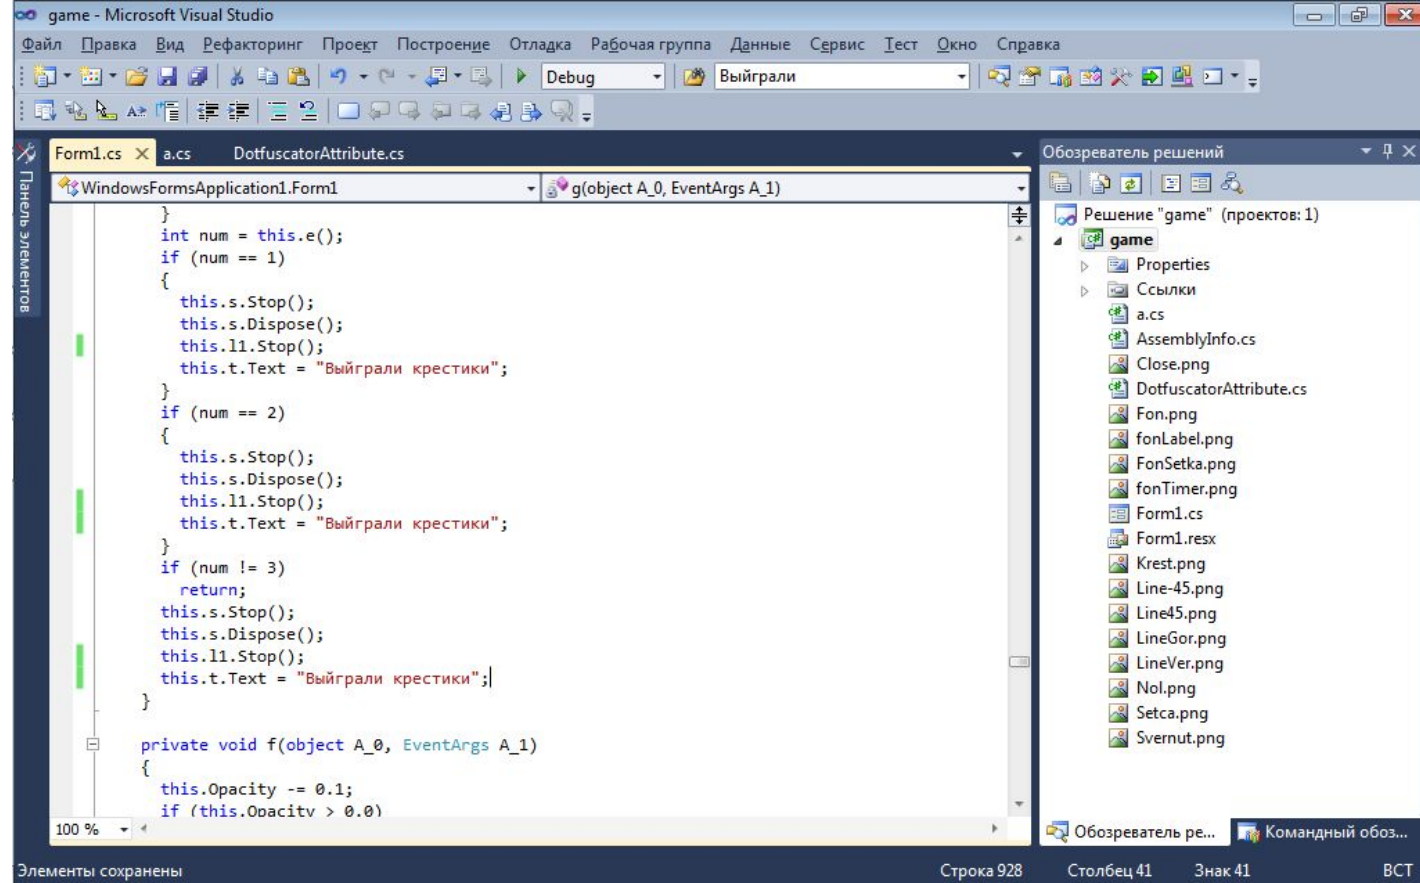 game - Microsoft Visual Studio
Файл Правка Вид Рефакторинг Проект Построение Отладка Рабочая группа Данные Сервис Тест Окно Справка
Debug Выйграли
Form1.cs a.cs DotfuscatorAttribute.cs
WindowsFormsApplication1.Form1 g(object A_0, EventArgs A_1)
Панель элементов
}
int num = this.e();
if (num == 1)
{
this.s.Stop();
this.s.Dispose();
this.l1.Stop();
this.t.Text = "Выйграли крестики";
}
if (num == 2)
{
this.s.Stop();
this.s.Dispose();
this.l1.Stop();
this.t.Text = "Выйграли крестики";
}
if (num != 3)
return;
this.s.Stop();
this.s.Dispose();
this.l1.Stop();
this.t.Text = "Выйграли крестики";
}
private void f(object A_0, EventArgs A_1)
{
this.Opacity -= 0.1;
if (this.Opacity > 0.0)
100 %
Обозреватель решений
Решение "game" (проектов: 1)
game
Properties
Ссылки
a.cs
AssemblyInfo.cs
Close.png
DotfuscatorAttribute.cs
Fon.png
fonLabel.png
FonSetka.png
fonTimer.png
Form1.cs
Form1.resx
Krest.png
Line-45.png
Line45.png
LineGor.png
LineVer.png
Nol.png
Setca.png
Svernut.png
Обозреватель ре... Командный обоз...
Элементы сохранены Строка 928 Столбец 41 Знак 41 ВСТ